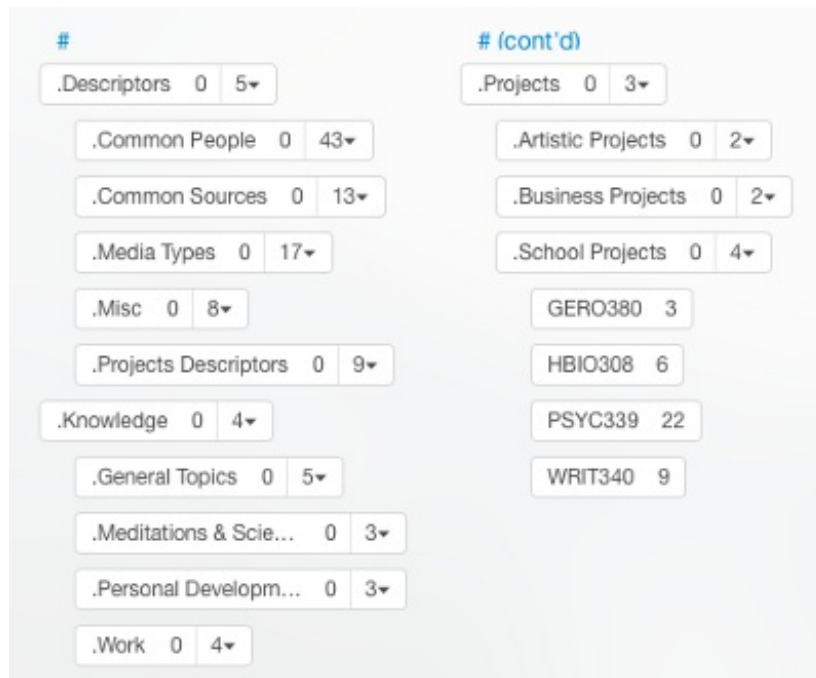 #
.Descriptors 0 5▾
.Common People 0 43▾
.Common Sources 0 13▾
.Media Types 0 17▾
.Misc 0 8▾
.Projects Descriptors 0 9▾
.Knowledge 0 4▾
.General Topics 0 5▾
.Meditations & Scie... 0 3▾
.Personal Developm... 0 3▾
.Work 0 4▾
# (cont'd)
.Projects 0 3▾
.Artistic Projects 0 2▾
.Business Projects 0 2▾
.School Projects 0 4▾
GERO380 3
HBIO308 6
PSYC339 22
WRIT340 9